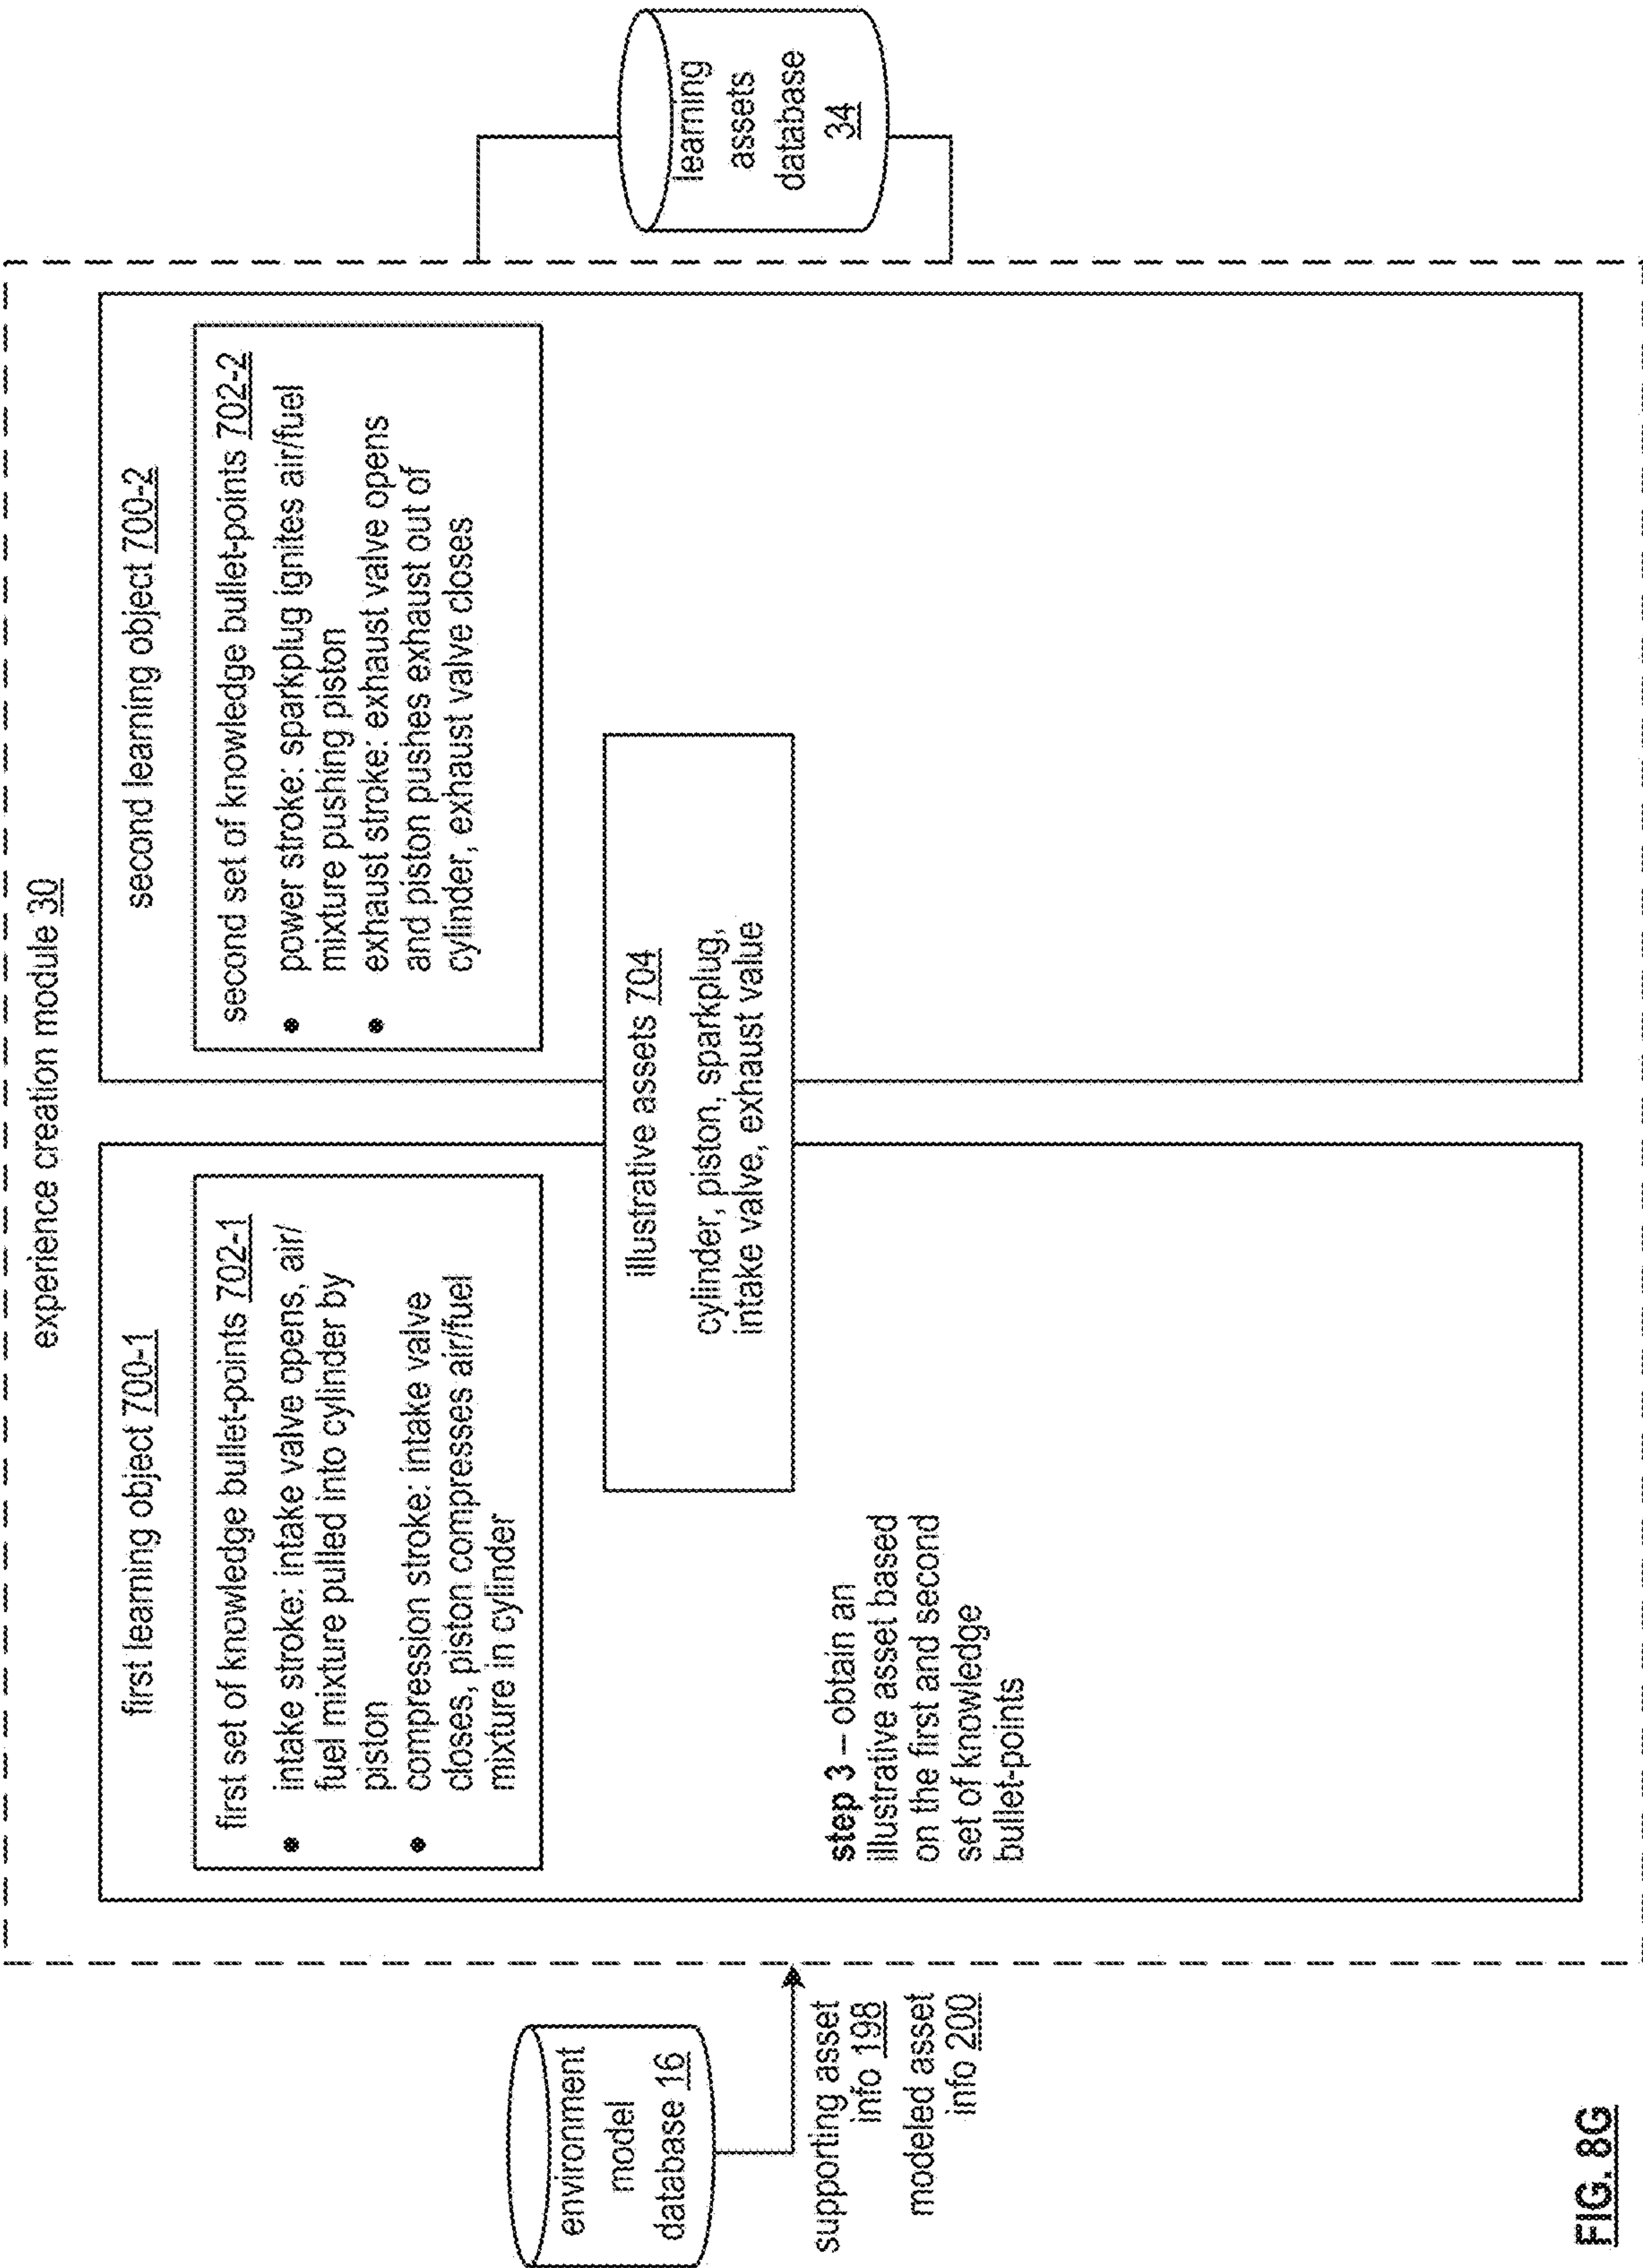 experience creation module 30
first learning object 700-1
first set of knowledge bullet-points 702-1
• intake stroke: intake valve opens, air/
fuel mixture pulled into cylinder by
piston
• compression stroke: intake valve
closes, piston compresses air/fuel
mixture in cylinder
second learning object 700-2
second set of knowledge bullet-points 702-2
• power stroke: sparkplug ignites air/fuel
mixture pushing piston
• exhaust stroke: exhaust valve opens
and piston pushes exhaust out of
cylinder, exhaust valve closes
illustrative assets 704
cylinder, piston, sparkplug,
intake valve, exhaust value
step 3 – obtain an
illustrative asset based
on the first and second
set of knowledge
bullet-points
environment
model
database 16
supporting asset
info 198
modeled asset
info 200
learning
assets
database
34
FIG. 8G